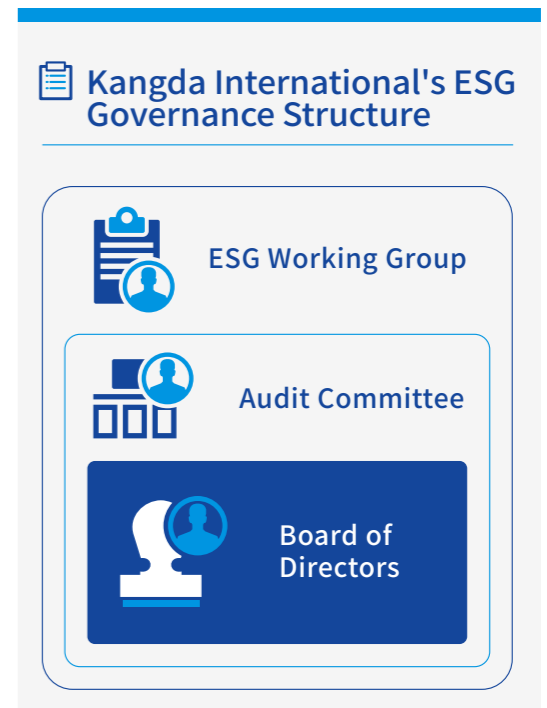 Kangda International's ESG
Governance Structure
ESG Working Group
Audit Committee
Board of
Directors